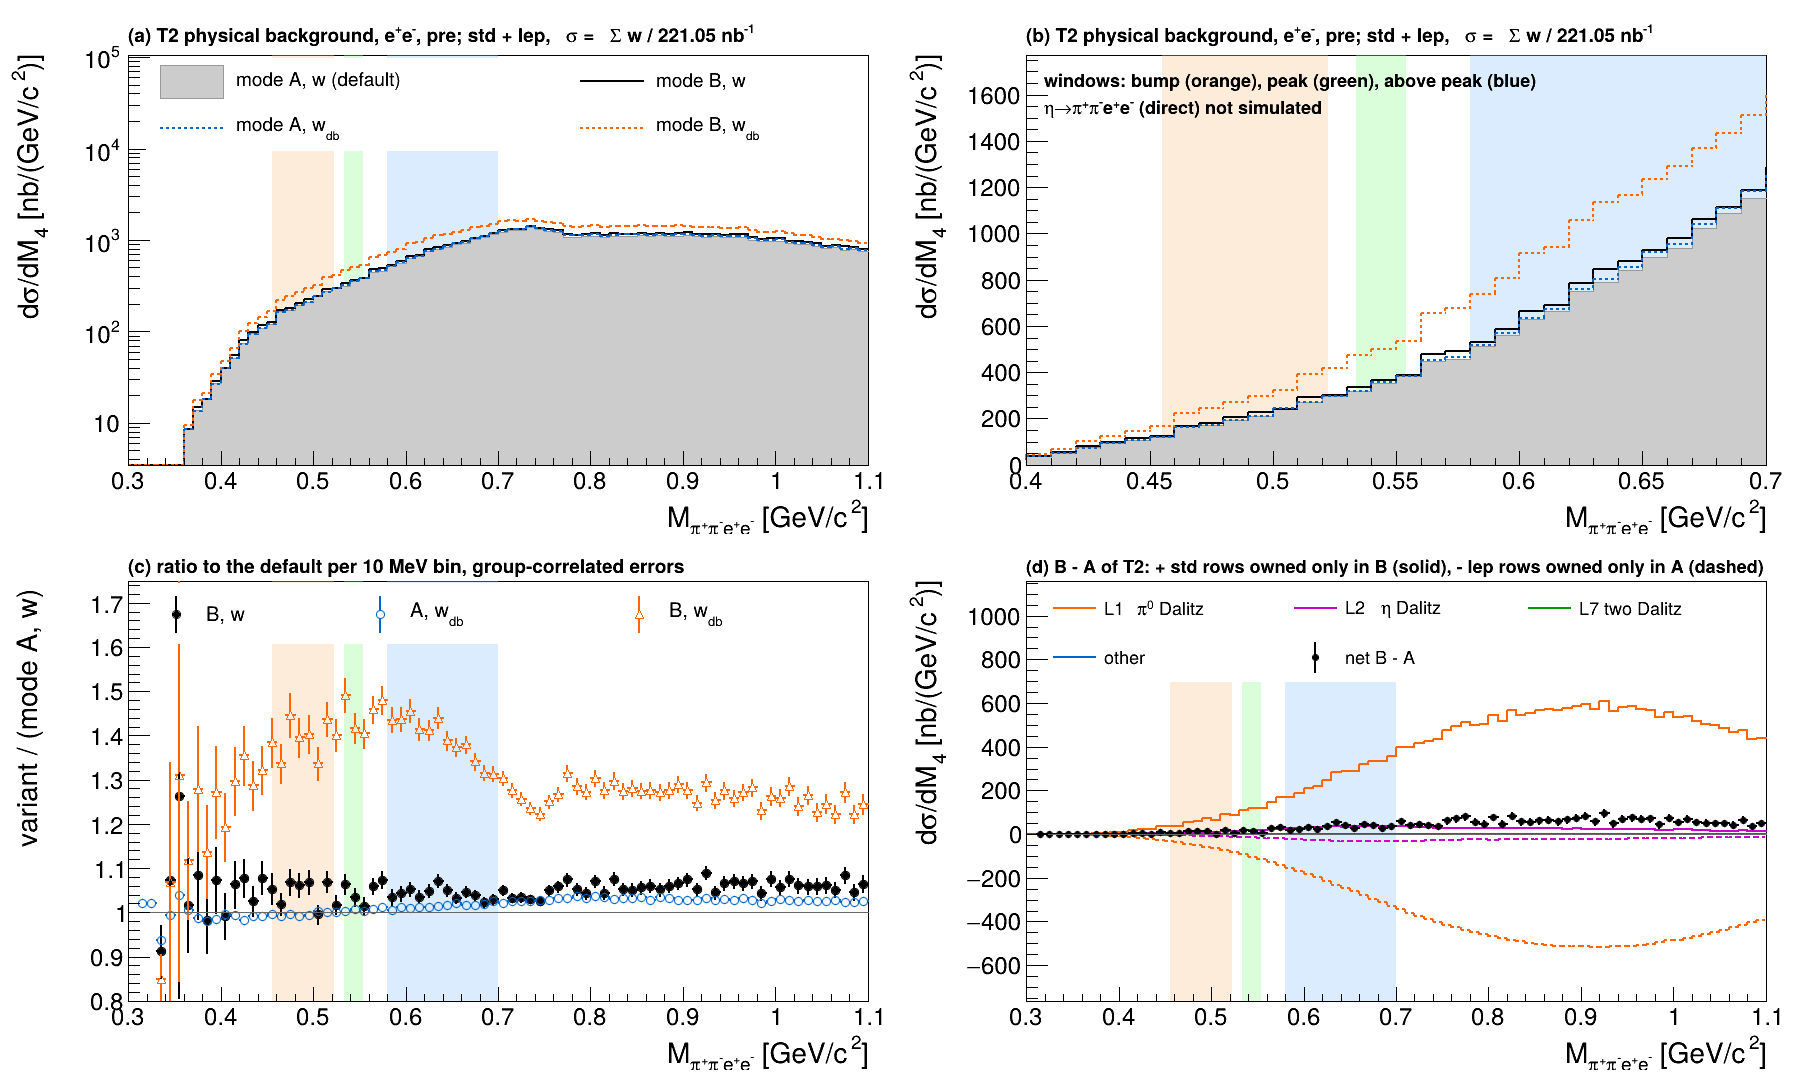 (a) T2 physical background, e⁺e⁻, pre; std + lep, σ = Σ w / 221.05 nb⁻¹
dσ/dM₄ [nb/(GeV/c²)]
10⁵
10⁴
10³
10²
10
mode A, w (default)
mode B, w
mode A, w_db
mode B, w_db
0.3 0.4 0.5 0.6 0.7 0.8 0.9 1 1.1
M_π⁺π⁻e⁺e⁻ [GeV/c²]
(b) T2 physical background, e⁺e⁻, pre; std + lep, σ = Σ w / 221.05 nb⁻¹
dσ/dM₄ [nb/(GeV/c²)]
windows: bump (orange), peak (green), above peak (blue)
η→π⁺π⁻e⁺e⁻ (direct) not simulated
1600
1400
1200
1000
800
600
400
200
0
0.4 0.45 0.5 0.55 0.6 0.65 0.7
M_π⁺π⁻e⁺e⁻ [GeV/c²]
(c) ratio to the default per 10 MeV bin, group-correlated errors
variant / (mode A, w)
B, w
A, w_db
B, w_db
1.7
1.6
1.5
1.4
1.3
1.2
1.1
1
0.9
0.8
0.3 0.4 0.5 0.6 0.7 0.8 0.9 1 1.1
M_π⁺π⁻e⁺e⁻ [GeV/c²]
(d) B - A of T2: + std rows owned only in B (solid), - lep rows owned only in A (dashed)
dσ/dM₄ [nb/(GeV/c²)]
L1 π⁰ Dalitz
L2 η Dalitz
L7 two Dalitz
other
net B - A
1000
800
600
400
200
0
−200
−400
−600
0.3 0.4 0.5 0.6 0.7 0.8 0.9 1 1.1
M_π⁺π⁻e⁺e⁻ [GeV/c²]